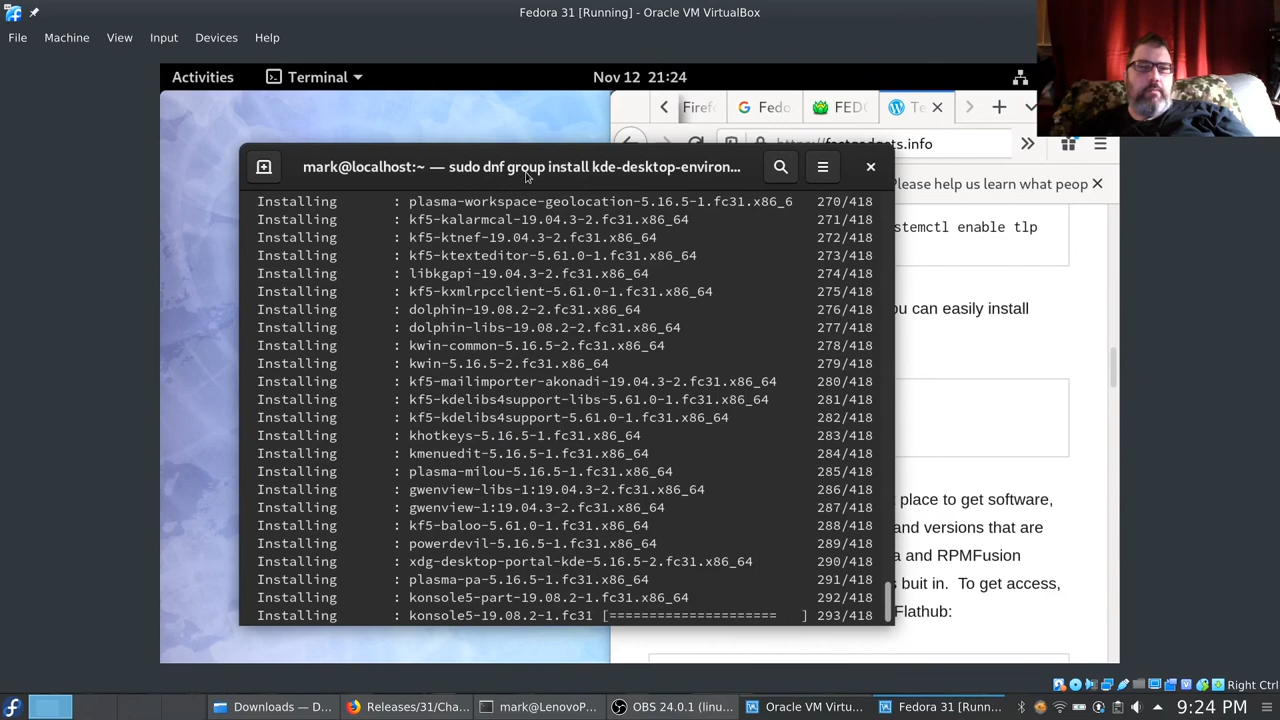 Fedora 31 [Running] - Oracle VM VirtualBox
File Machine View Input Devices Help
Activities Terminal Nov 12 21:24
Firef Fedo FED Te
https://fastgadgets.info
mark@localhost:~ — sudo dnf group install kde-desktop-environ...
Please help us learn what peop
Installing : plasma-workspace-geolocation-5.16.5-1.fc31.x86_6 270/418
Installing : kf5-kalarmcal-19.04.3-2.fc31.x86_64 271/418
Installing : kf5-ktnef-19.04.3-2.fc31.x86_64 272/418
Installing : kf5-ktexteditor-5.61.0-1.fc31.x86_64 273/418
Installing : libkgapi-19.04.3-2.fc31.x86_64 274/418
Installing : kf5-kxmlrpcclient-5.61.0-1.fc31.x86_64 275/418
Installing : dolphin-19.08.2-2.fc31.x86_64 276/418
Installing : dolphin-libs-19.08.2-2.fc31.x86_64 277/418
Installing : kwin-common-5.16.5-2.fc31.x86_64 278/418
Installing : kwin-5.16.5-2.fc31.x86_64 279/418
Installing : kf5-mailimporter-akonadi-19.04.3-2.fc31.x86_64 280/418
Installing : kf5-kdelibs4support-libs-5.61.0-1.fc31.x86_64 281/418
Installing : kf5-kdelibs4support-5.61.0-1.fc31.x86_64 282/418
Installing : khotkeys-5.16.5-1.fc31.x86_64 283/418
Installing : kmenuedit-5.16.5-1.fc31.x86_64 284/418
Installing : plasma-milou-5.16.5-1.fc31.x86_64 285/418
Installing : gwenview-libs-1:19.04.3-2.fc31.x86_64 286/418
Installing : gwenview-1:19.04.3-2.fc31.x86_64 287/418
Installing : kf5-baloo-5.61.0-1.fc31.x86_64 288/418
Installing : powerdevil-5.16.5-1.fc31.x86_64 289/418
Installing : xdg-desktop-portal-kde-5.16.5-2.fc31.x86_64 290/418
Installing : plasma-pa-5.16.5-1.fc31.x86_64 291/418
Installing : konsole5-part-19.08.2-1.fc31.x86_64 292/418
Installing : konsole5-19.08.2-1.fc31 [===================== ] 293/418
stemctl enable tlp
u can easily install
place to get software,
and versions that are
a and RPMFusion
s buit in. To get access,
Flathub:
Right Ctrl
Downloads — D... Releases/31/Cha... mark@LenovoP... OBS 24.0.1 (linu... Oracle VM Virtu... Fedora 31 [Runn... 9:24 PM